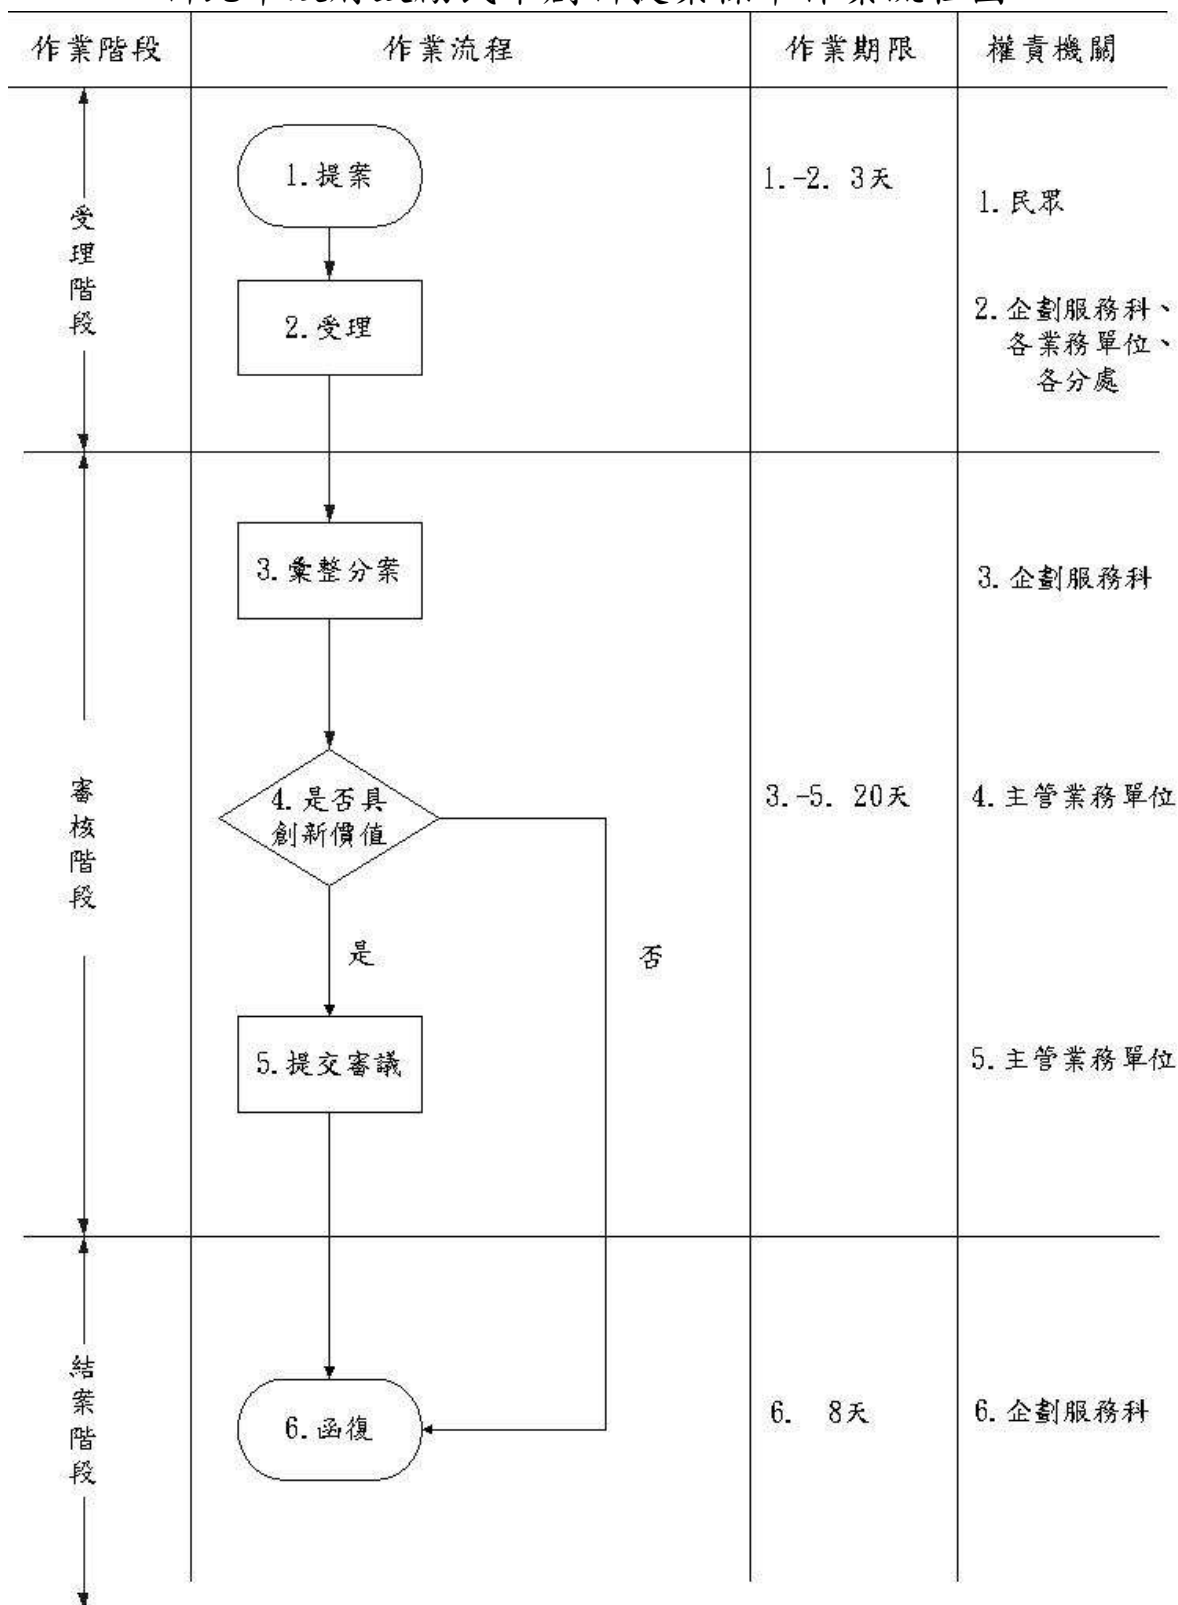 作業階段 作業流程 作業期限 權責機關
受理階段
1.提案
1.-2. 3天
1.民眾
2.受理
2.企劃服務科、
各業務單位、
各分處
審核階段
3.彙整分案
3.企劃服務科
4.是否具
創新價值
3.-5. 20天
4.主管業務單位
是
否
5.提交審議
5.主管業務單位
結案階段
6.函復
6. 8天
6.企劃服務科